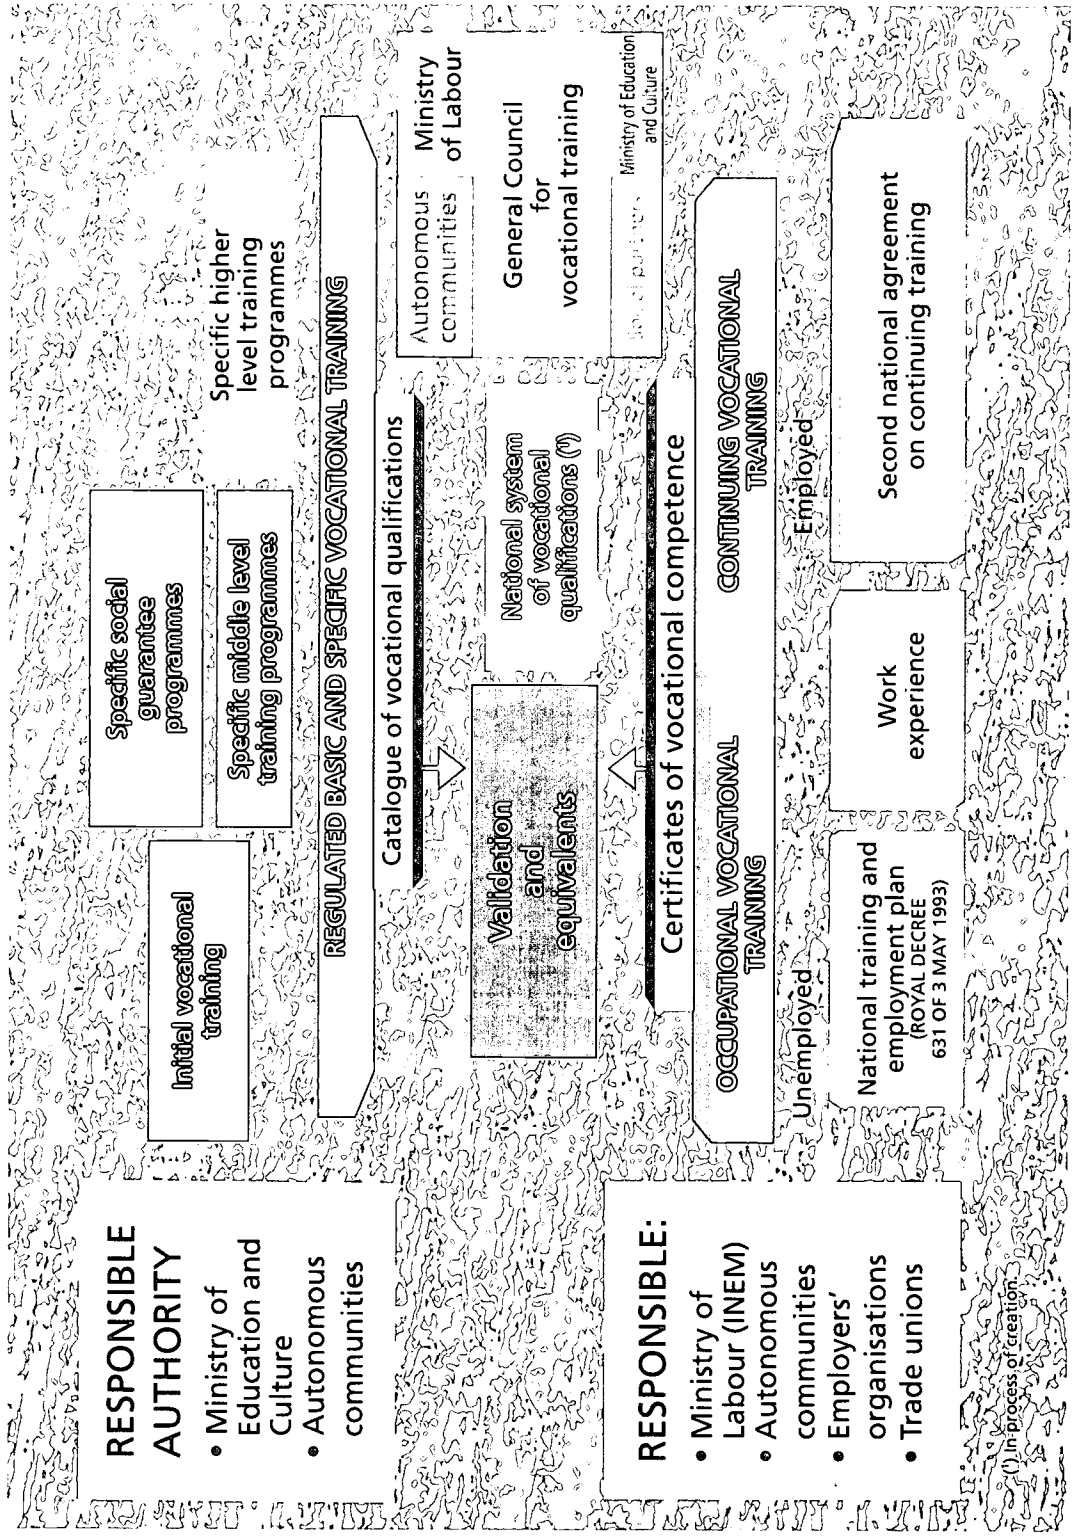 RESPONSIBLE
AUTHORITY
• Ministry of
Education and
Culture
• Autonomous
communities
Initial vocational
training
Specific social
guarantee
programmes
Specific middle level
training programmes
Specific higher
level training
programmes
REGULATED BASIC AND SPECIFIC VOCATIONAL TRAINING
Catalogue of vocational qualifications
Validation
and
equivalents
National system
of vocational
qualifications (¹)
Autonomous
communities
Ministry
of Labour
General Council
for
vocational training
partners
Ministry of Education
and Culture
RESPONSIBLE:
• Ministry of
Labour (INEM)
• Autonomous
communities
• Employers'
organisations
• Trade unions
Certificates of vocational competence
OCCUPATIONAL VOCATIONAL
TRAINING
CONTINUING VOCATIONAL
TRAINING
Unemployed
Employed
National training and
employment plan
(ROYAL DECREE
631 OF 3 MAY 1993)
Work
experience
Second national agreement
on continuing training
(¹) In process of creation.